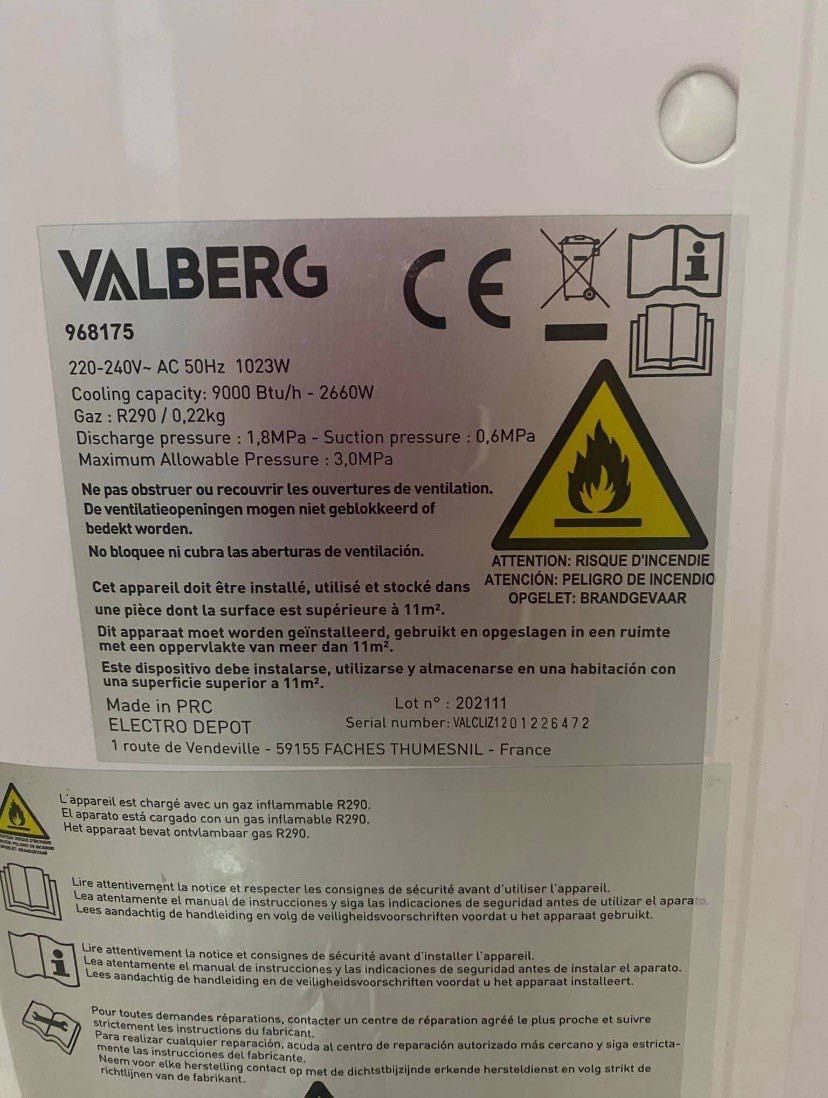 VALBERG
CE
968175
220-240V~ AC 50Hz 1023W
Cooling capacity: 9000 Btu/h - 2660W
Gaz : R290 / 0,22kg
Discharge pressure : 1,8MPa - Suction pressure : 0,6MPa
Maximum Allowable Pressure : 3,0MPa
Ne pas obstruer ou recouvrir les ouvertures de ventilation.
De ventilatieopeningen mogen niet geblokkeerd of
bedekt worden.
No bloquee ni cubra las aberturas de ventilación.
ATTENTION: RISQUE D'INCENDIE
ATENCIÓN: PELIGRO DE INCENDIO
OPGELET: BRANDGEVAAR
Cet appareil doit être installé, utilisé et stocké dans
une pièce dont la surface est supérieure à 11m².
Dit apparaat moet worden geïnstalleerd, gebruikt en opgeslagen in een ruimte
met een oppervlakte van meer dan 11m².
Este dispositivo debe instalarse, utilizarse y almacenarse en una habitación con
una superficie superior a 11m².
Made in PRC
Lot n° : 202111
ELECTRO DEPOT
Serial number: VALCLIZ1201226472
1 route de Vendeville - 59155 FACHES THUMESNIL - France
L'appareil est chargé avec un gaz inflammable R290.
El aparato está cargado con un gas inflamable R290.
Het apparaat bevat ontvlambaar gas R290.
Lire attentivement la notice et respecter les consignes de sécurité avant d'utiliser l'appareil.
Lea atentamente el manual de instrucciones y siga las indicaciones de seguridad antes de utilizar el aparato.
Lees aandachtig de handleiding en volg de veiligheidsvoorschriften voordat u het apparaat gebruikt.
Lire attentivement la notice et consignes de sécurité avant d'installer l'appareil.
Lea atentamente el manual de instrucciones y las indicaciones de seguridad antes de instalar el aparato.
Lees aandachtig de handleiding en de veiligheidsvoorschriften voordat u het apparaat installeert.
Pour toutes demandes réparations, contacter un centre de réparation agréé le plus proche et suivre
strictement les instructions du fabricant.
Para realizar cualquier reparación, acuda al centro de reparación autorizado más cercano y siga estricta-
mente las instrucciones del fabricante.
Neem voor elke herstelling contact op met de dichtstbijzijnde erkende hersteldienst en volg strikt de
richtlijnen van de fabrikant.